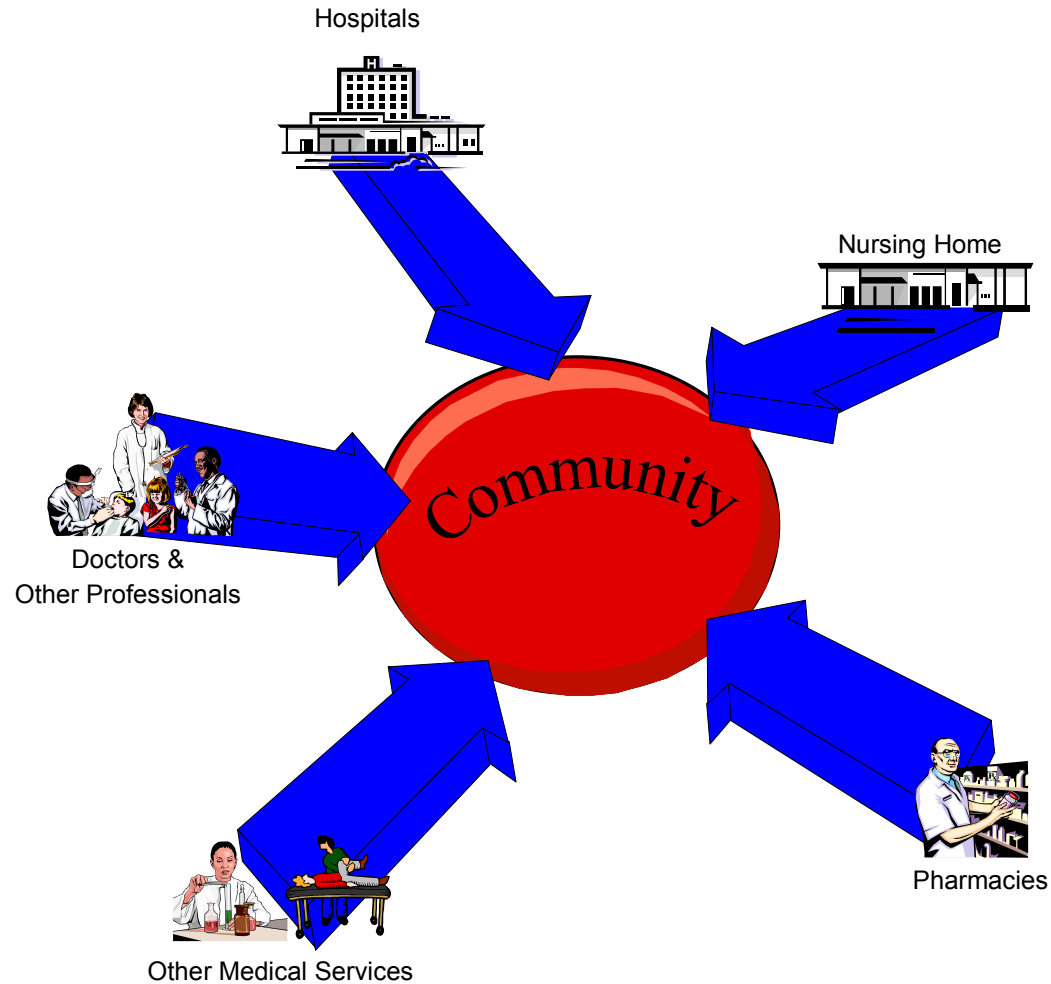 Hospitals
Nursing Home
Community
Doctors &
Other Professionals
Pharmacies
Other Medical Services